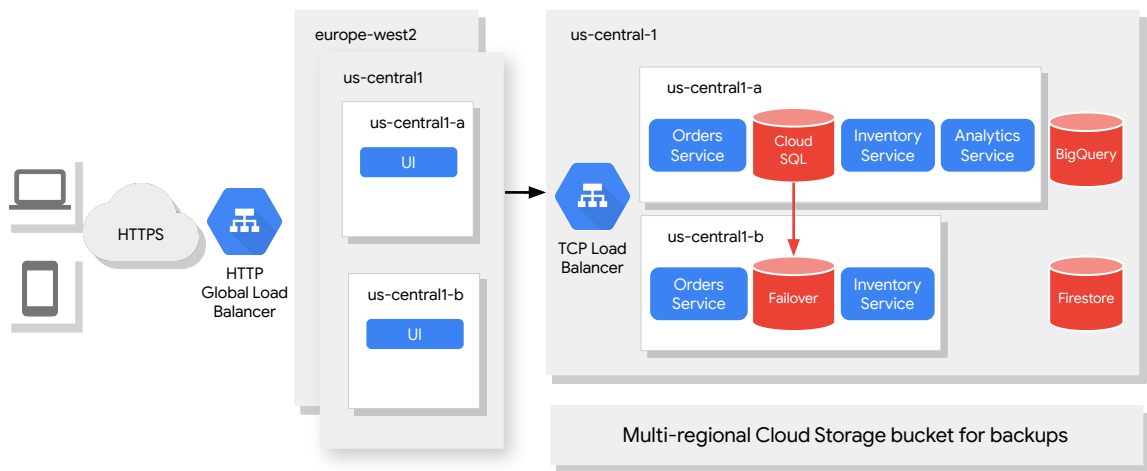 HTTPS
HTTP
Global Load
Balancer
europe-west2
us-central1
us-central1-a
UI
us-central1-b
UI
us-central-1
TCP Load
Balancer
us-central1-a
Orders
Service
Cloud
SQL
Inventory
Service
Analytics
Service
BigQuery
us-central1-b
Orders
Service
Failover
Inventory
Service
Firestore
Multi-regional Cloud Storage bucket for backups